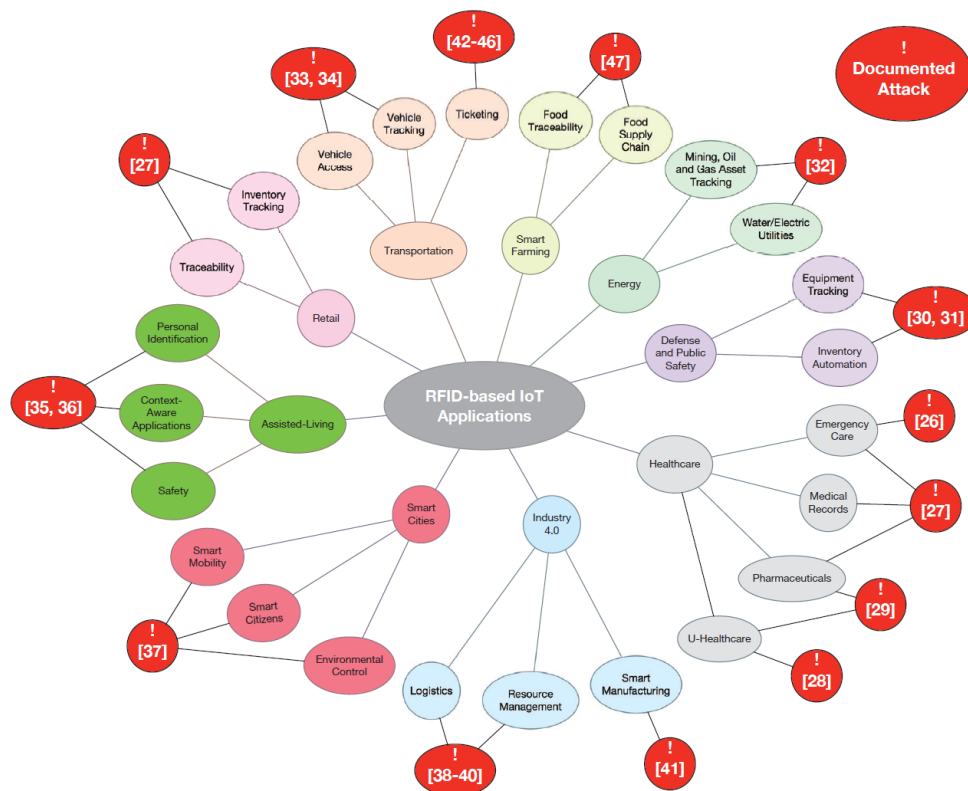 !
[42-46]
!
[33, 34]
!
[47]
!
Documented
Attack
Vehicle
Tracking
Ticketing
Food
Traceability
Food
Supply
Chain
!
[27]
Vehicle
Access
Mining, Oil
and Gas Asset
Tracking
!
[32]
Inventory
Tracking
Water/Electric
Utilities
Transportation
Smart
Farming
Traceability
Energy
Equipment
Tracking
Retail
!
[30, 31]
Personal
Identification
Defense
and Public
Safety
Inventory
Automation
!
[35, 36]
Context-
Aware
Applications
Assisted-Living
RFID-based IoT
Applications
Emergency
Care
!
[26]
Safety
Healthcare
Medical
Records
!
[27]
Smart
Cities
Industry
4.0
Smart
Mobility
Pharmaceuticals
!
[29]
Smart
Citizens
U-Healthcare
!
[37]
Environmental
Control
!
[28]
Logistics
Resource
Management
Smart
Manufacturing
!
[38-40]
!
[41]